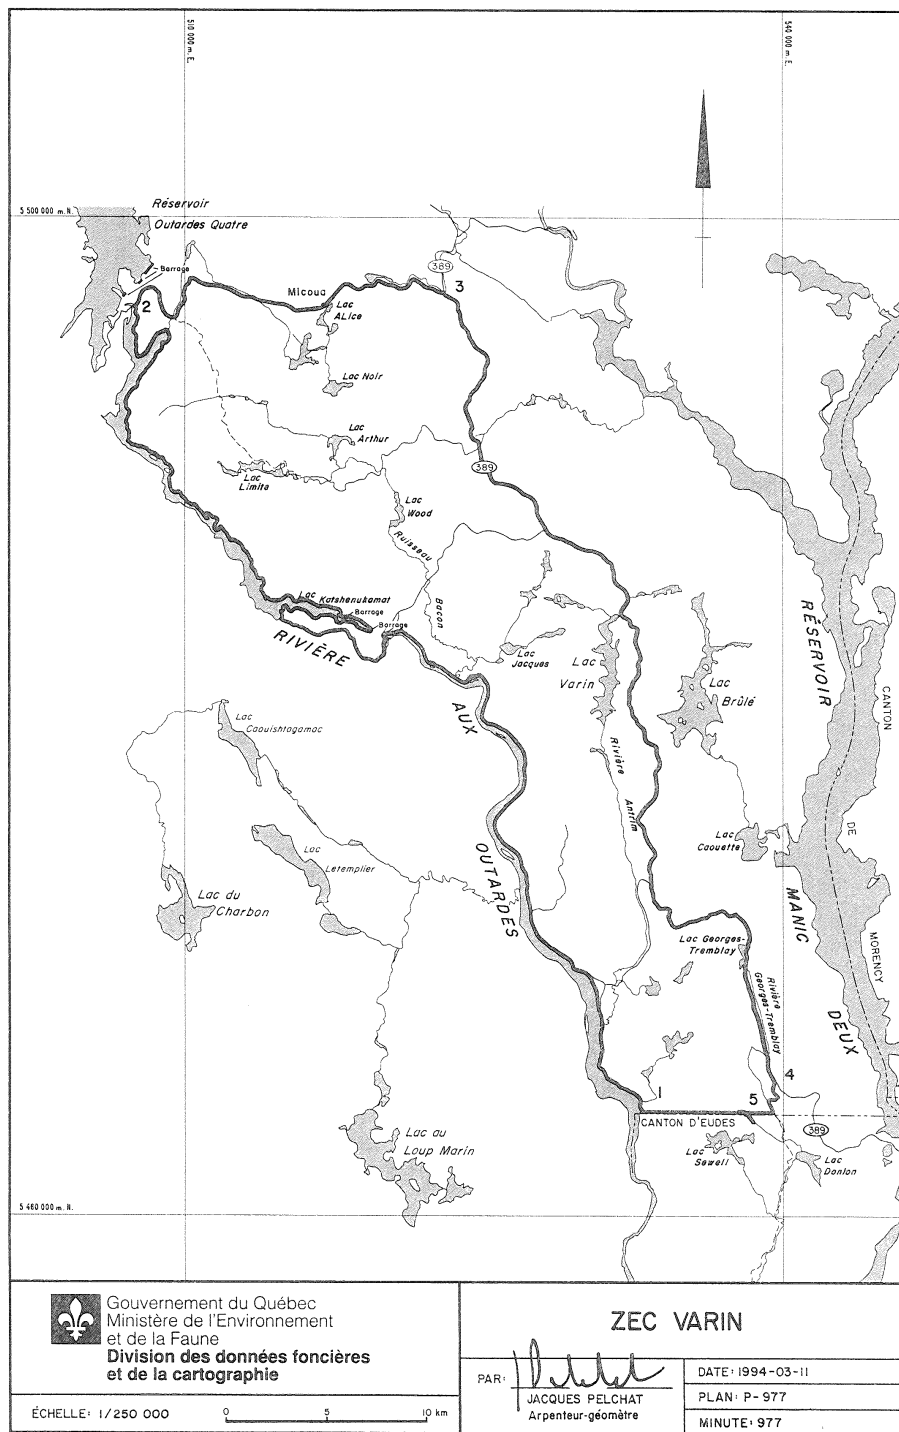 510 000 m. E.
540 000 m. E.
5 500 000 m. N.
Réservoir
Outardes Quatre
Barrage
2
Micoua
389
3
Lac
ALice
Lac Noir
Lac
Arthur
389
Lac
Limite
Lac
Wood
Ruisseau
Bacon
Lac Katshenukamat
Barrage
Barrage
RIVIÈRE
AUX
OUTARDES
Lac
Jacques
Lac
Varin
Rivière
Antrim
Lac
Brûlé
RÉSERVOIR
MANIC
DEUX
CANTON
DE
MORENCY
Lac
Caouishtagamac
Lac
Letemplier
Lac du
Charbon
Lac
Caouette
Lac Georges-
Tremblay
Rivière
Georges-Tremblay
4
1
5
CANTON D'EUDES
389
Lac
Sewell
Lac
Donlon
Lac au
Loup Marin
5 460 000 m. N.
Gouvernement du Québec
Ministère de l'Environnement
et de la Faune
Division des données foncières
et de la cartographie
ÉCHELLE: 1/250 000
0 5 10 km
ZEC VARIN
PAR:
JACQUES PELCHAT
Arpenteur-géomètre
DATE: 1994-03-11
PLAN: P-977
MINUTE: 977